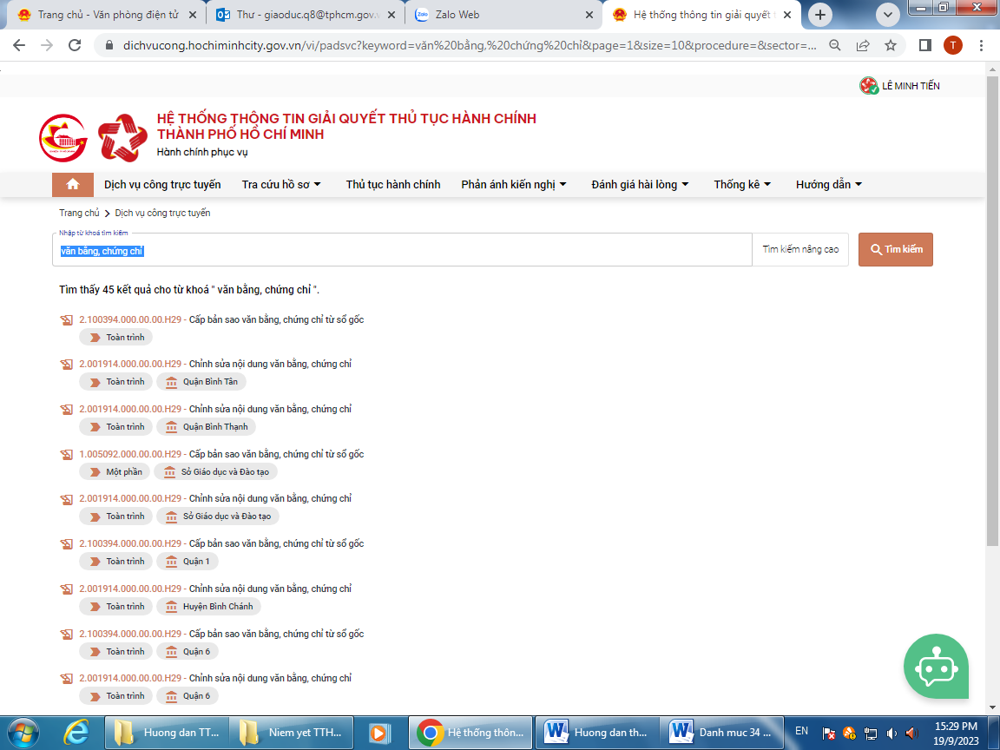 Trang chủ - Văn phòng điện tử
Thư - giaoduc.q8@tphcm.gov.v
Zalo Web
Hệ thống thông tin giải quyết t
dichvucong.hochiminhcity.gov.vn/vi/padsvc?keyword=văn%20bằng,%20chứng%20chỉ&page=1&size=10&procedure=&sector=...
T
LÊ MINH TIẾN
HỆ THỐNG THÔNG TIN GIẢI QUYẾT THỦ TỤC HÀNH CHÍNH
THÀNH PHỐ HỒ CHÍ MINH
Hành chính phục vụ
Dịch vụ công trực tuyến
Tra cứu hồ sơ
Thủ tục hành chính
Phản ánh kiến nghị
Đánh giá hài lòng
Thống kê
Hướng dẫn
Trang chủ
Dịch vụ công trực tuyến
Nhập từ khoá tìm kiếm
văn bằng, chứng chỉ
Tìm kiếm nâng cao
Tìm kiếm
Tìm thấy 45 kết quả cho từ khoá " văn bằng, chứng chỉ ".
2.100394.000.00.00.H29 - Cấp bản sao văn bằng, chứng chỉ từ sổ gốc
Toàn trình
2.001914.000.00.00.H29 - Chỉnh sửa nội dung văn bằng, chứng chỉ
Toàn trình
Quận Bình Tân
2.001914.000.00.00.H29 - Chỉnh sửa nội dung văn bằng, chứng chỉ
Toàn trình
Quận Bình Thạnh
1.005092.000.00.00.H29 - Cấp bản sao văn bằng, chứng chỉ từ sổ gốc
Một phần
Sở Giáo dục và Đào tạo
2.001914.000.00.00.H29 - Chỉnh sửa nội dung văn bằng, chứng chỉ
Toàn trình
Sở Giáo dục và Đào tạo
2.100394.000.00.00.H29 - Cấp bản sao văn bằng, chứng chỉ từ sổ gốc
Toàn trình
Quận 1
2.001914.000.00.00.H29 - Chỉnh sửa nội dung văn bằng, chứng chỉ
Toàn trình
Huyện Bình Chánh
2.100394.000.00.00.H29 - Cấp bản sao văn bằng, chứng chỉ từ sổ gốc
Toàn trình
Quận 6
2.001914.000.00.00.H29 - Chỉnh sửa nội dung văn bằng, chứng chỉ
Toàn trình
Quận 6
Huong dan TT...
Niem yet TTH...
Hệ thống thôn...
Huong dan th...
Danh muc 34 ...
EN
15:29 PM
19/9/2023